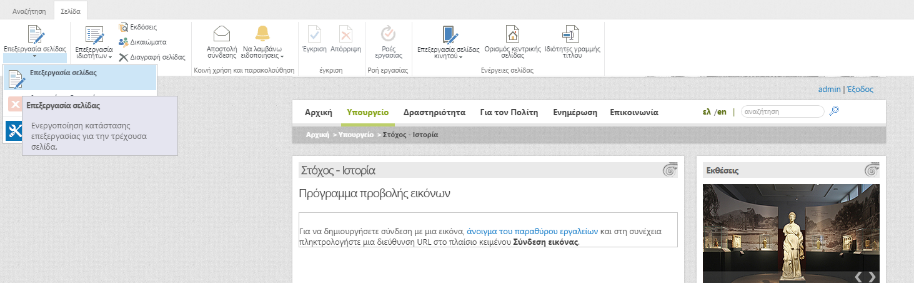 Αναζήτηση Σελίδα
Επεξεργασία σελίδας
Επεξεργασία ιδιοτήτων
Εκδόσεις
Δικαιώματα
Διαγραφή σελίδας
Αποστολή σύνδεσης
Να λαμβάνω ειδοποιήσεις
Έγκριση
Απόρριψη
Ροές εργασίας
Επεξεργασία σελίδας κινητού
Ορισμός κεντρικής σελίδας
Ιδιότητες γραμμής τίτλου
Κοινή χρήση και παρακολούθηση
έγκριση
Ροή εργασίας
Ενέργειες σελίδας
Επεξεργασία σελίδας
Επεξεργασία σελίδας
Ενεργοποίηση κατάστασης
επεξεργασίας για την τρέχουσα
σελίδα.
admin | Έξοδος
Αρχική Υπουργείο Δραστηριότητα Για τον Πολίτη Ενημέρωση Επικοινωνία
ελ /en | αναζήτηση
Αρχική > Υπουργείο > Στόχος - Ιστορία
Στόχος - Ιστορία
Πρόγραμμα προβολής εικόνων
Για να δημιουργήσετε σύνδεση με μια εικόνα, άνοιγμα του παραθύρου εργαλείων και στη συνέχεια
πληκτρολογήστε μια διεύθυνση URL στο πλαίσιο κειμένου Σύνδεση εικόνας.
Εκθέσεις